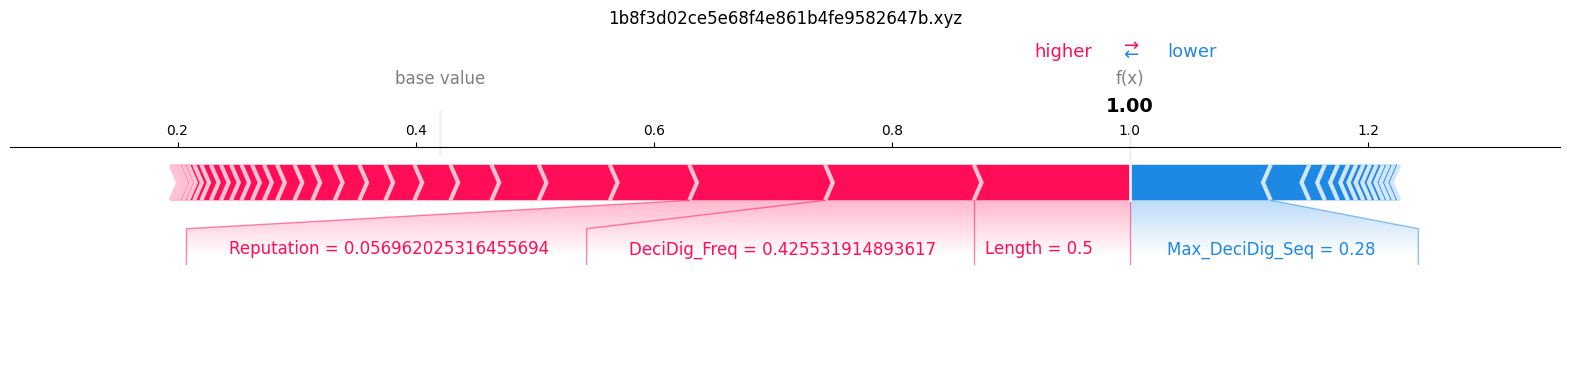 1b8f3d02ce5e68f4e861b4fe9582647b.xyz
higher ⇄ lower
base value f(x)
1.00
0.2 0.4 0.6 0.8 1.0 1.2
Reputation = 0.056962025316455694 DeciDig_Freq = 0.425531914893617 Length = 0.5 Max_DeciDig_Seq = 0.28